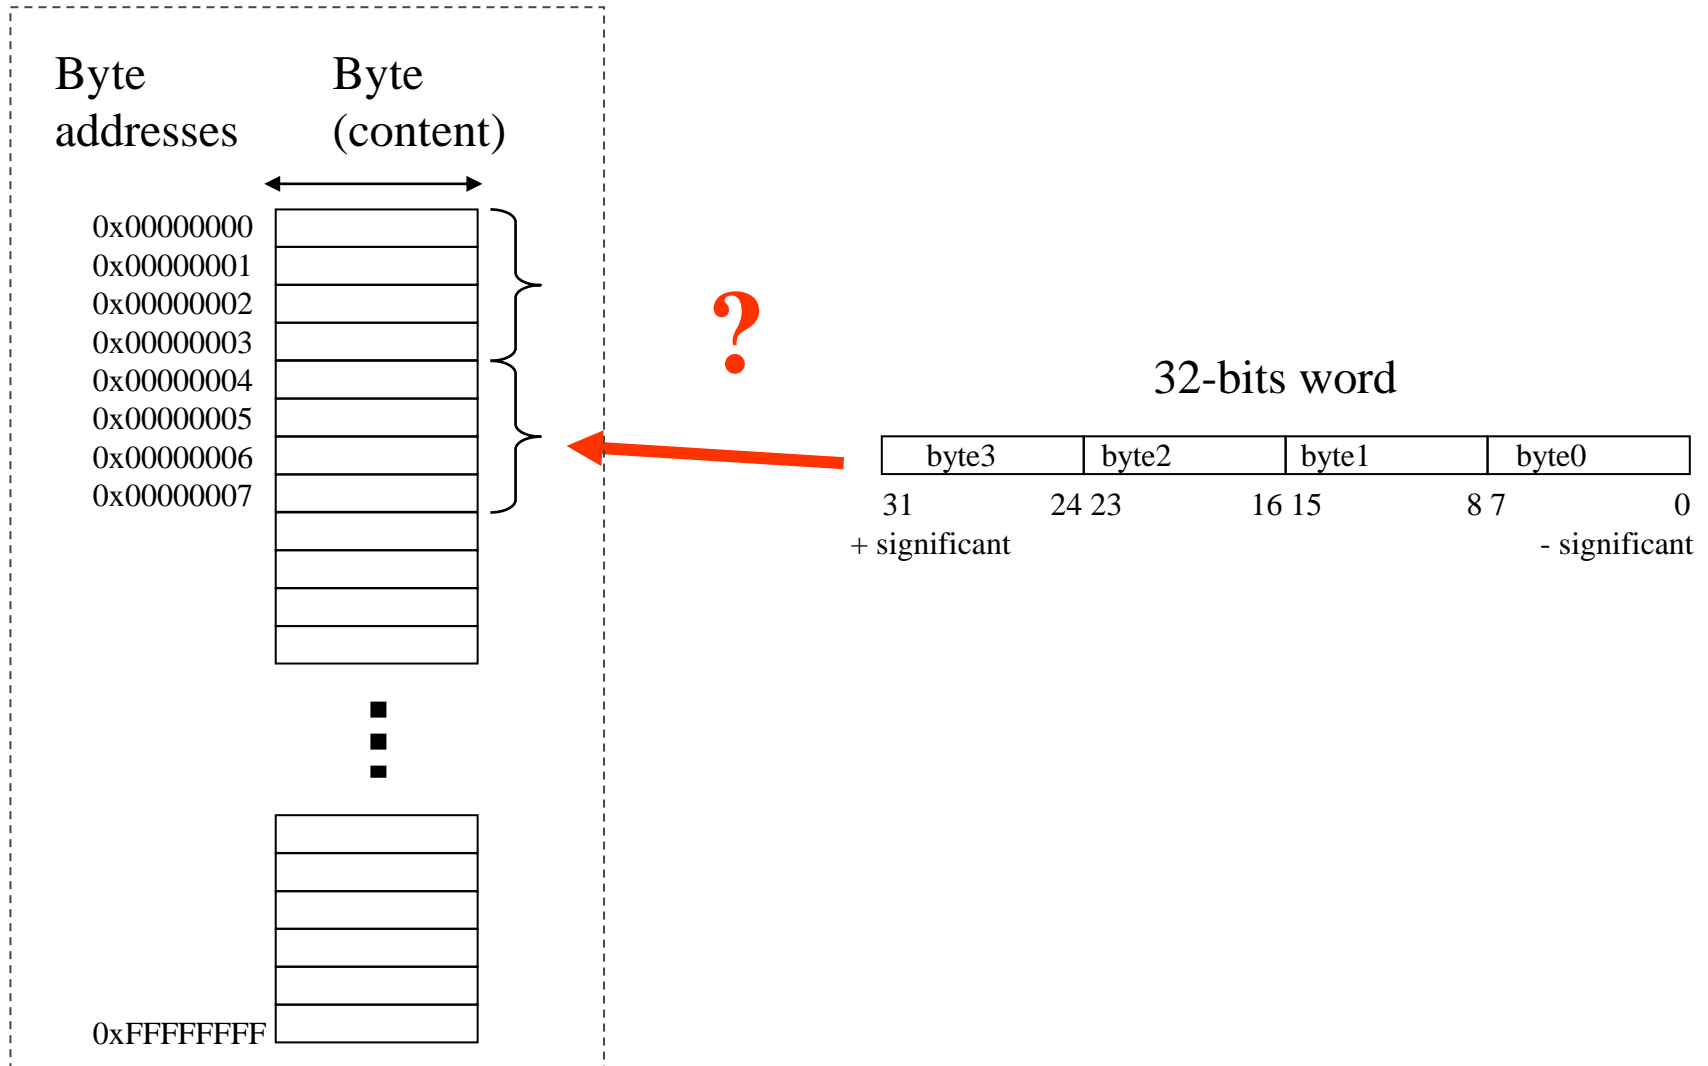 Byte
addresses
Byte
(content)
0x00000000
0x00000001
0x00000002
0x00000003
0x00000004
0x00000005
0x00000006
0x00000007
0xFFFFFFFF
?
32-bits word
byte3 byte2 byte1 byte0
31 24 23 16 15 8 7 0
+ significant - significant